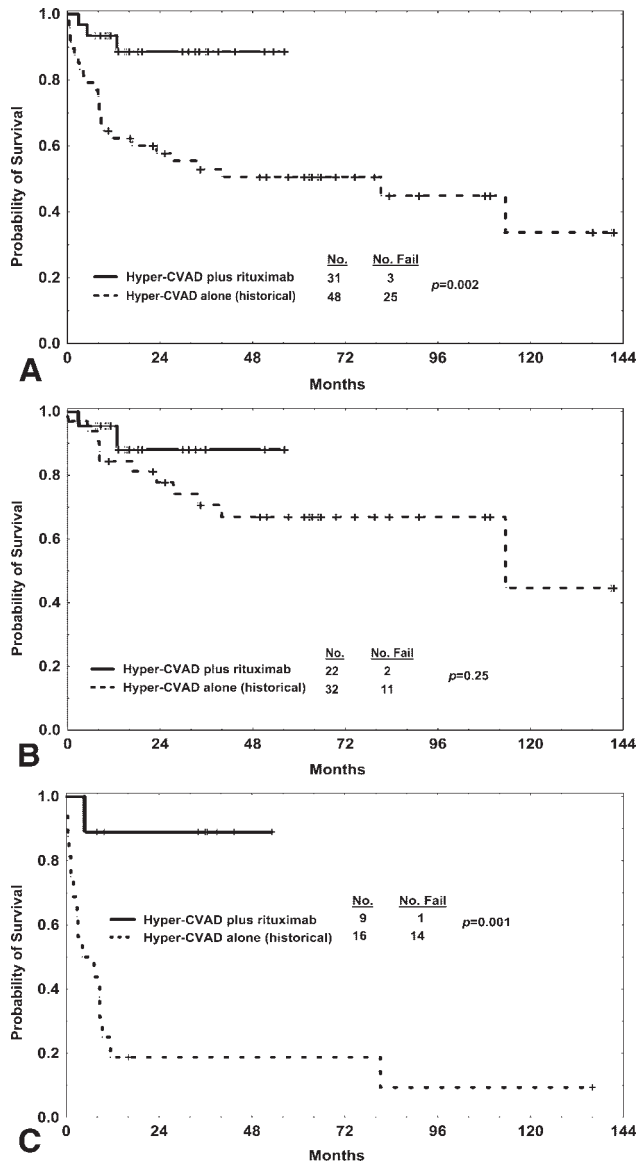 1.0
0.8
0.6
0.4
0.2
0.0
Probability of Survival
No. No. Fail
Hyper-CVAD plus rituximab 31 3
Hyper-CVAD alone (historical) 48 25
p=0.002
0 24 48 72 96 120 144
Months
A
1.0
0.8
0.6
0.4
0.2
0.0
Probability of Survival
No. No. Fail
Hyper-CVAD plus rituximab 22 2
Hyper-CVAD alone (historical) 32 11
p=0.25
0 24 48 72 96 120 144
Months
B
1.0
0.8
0.6
0.4
0.2
0.0
Probability of Survival
No. No. Fail
Hyper-CVAD plus rituximab 9 1
Hyper-CVAD alone (historical) 16 14
p=0.001
0 24 48 72 96 120 144
Months
C